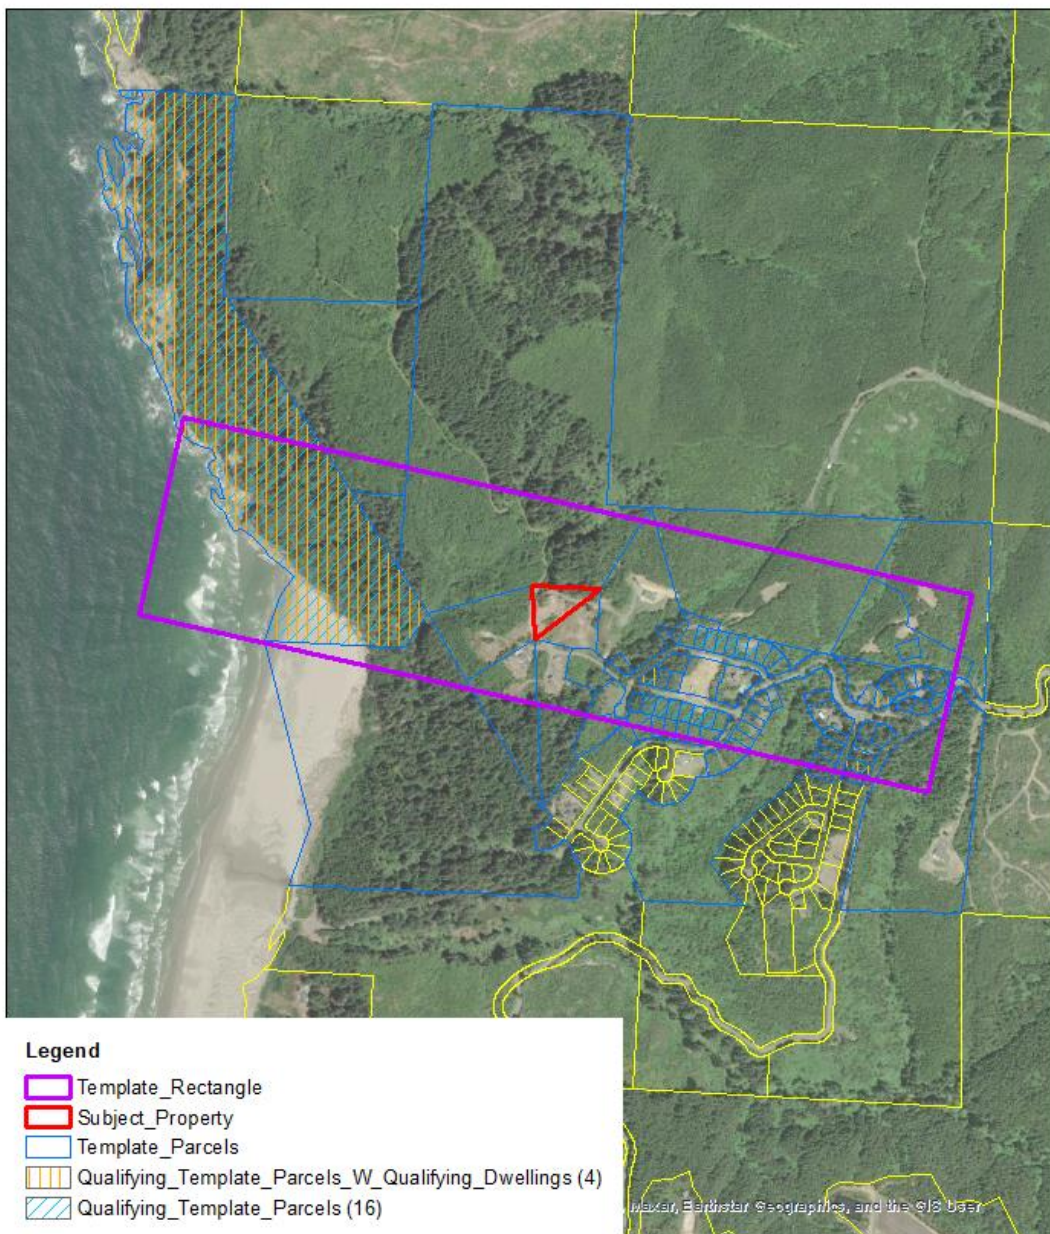 Legend
Template_Rectangle
Subject_Property
Template_Parcels
Qualifying_Template_Parcels_W_Qualifying_Dwellings (4)
Qualifying_Template_Parcels (16)
Maxar, Earthstar Geographics, and the GIS User